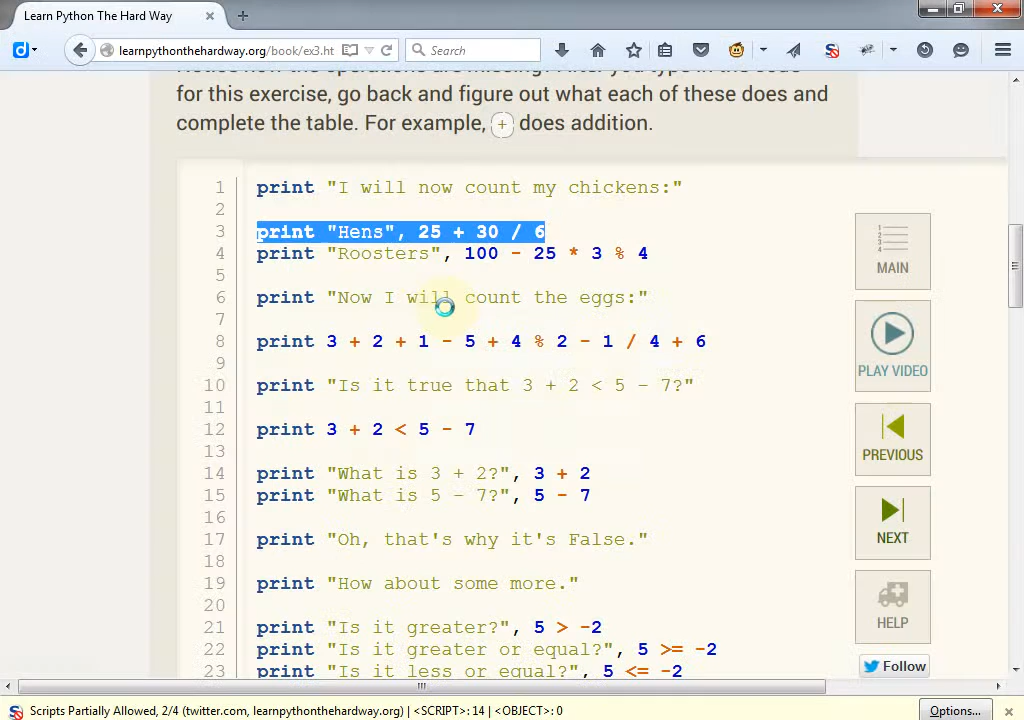 Learn Python The Hard Way
learnpythonthehardway.org/book/ex3.ht
Search
for this exercise, go back and figure out what each of these does and
complete the table. For example, + does addition.
1 print "I will now count my chickens:"
2
3 print "Hens", 25 + 30 / 6
4 print "Roosters", 100 - 25 * 3 % 4
5
6 print "Now I will count the eggs:"
7
8 print 3 + 2 + 1 - 5 + 4 % 2 - 1 / 4 + 6
9
10 print "Is it true that 3 + 2 < 5 - 7?"
11
12 print 3 + 2 < 5 - 7
13
14 print "What is 3 + 2?", 3 + 2
15 print "What is 5 - 7?", 5 - 7
16
17 print "Oh, that's why it's False."
18
19 print "How about some more."
20
21 print "Is it greater?", 5 > -2
22 print "Is it greater or equal?", 5 >= -2
23 print "Is it less or equal?", 5 <= -2
MAIN
PLAY VIDEO
PREVIOUS
NEXT
HELP
Follow
Scripts Partially Allowed, 2/4 (twitter.com, learnpythonthehardway.org) | <SCRIPT>: 14 | <OBJECT>: 0
Options...